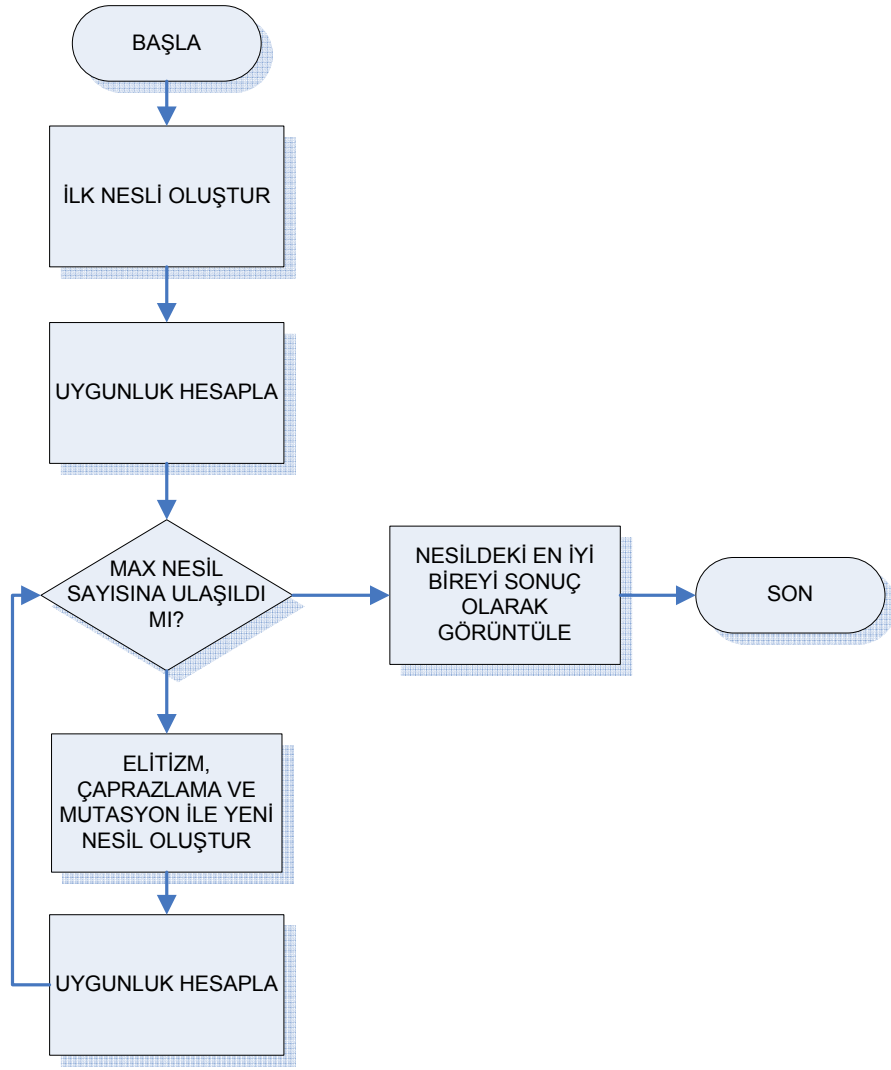 BAŞLA
İLK NESLİ OLUŞTUR
UYGUNLUK HESAPLA
MAX NESİL
SAYISINA ULAŞILDI
MI?
NESİLDEKİ EN İYİ
BİREYİ SONUÇ
OLARAK
GÖRÜNTÜLE
SON
ELİTİZM,
ÇAPRAZLAMA VE
MUTASYON İLE YENİ
NESİL OLUŞTUR
UYGUNLUK HESAPLA